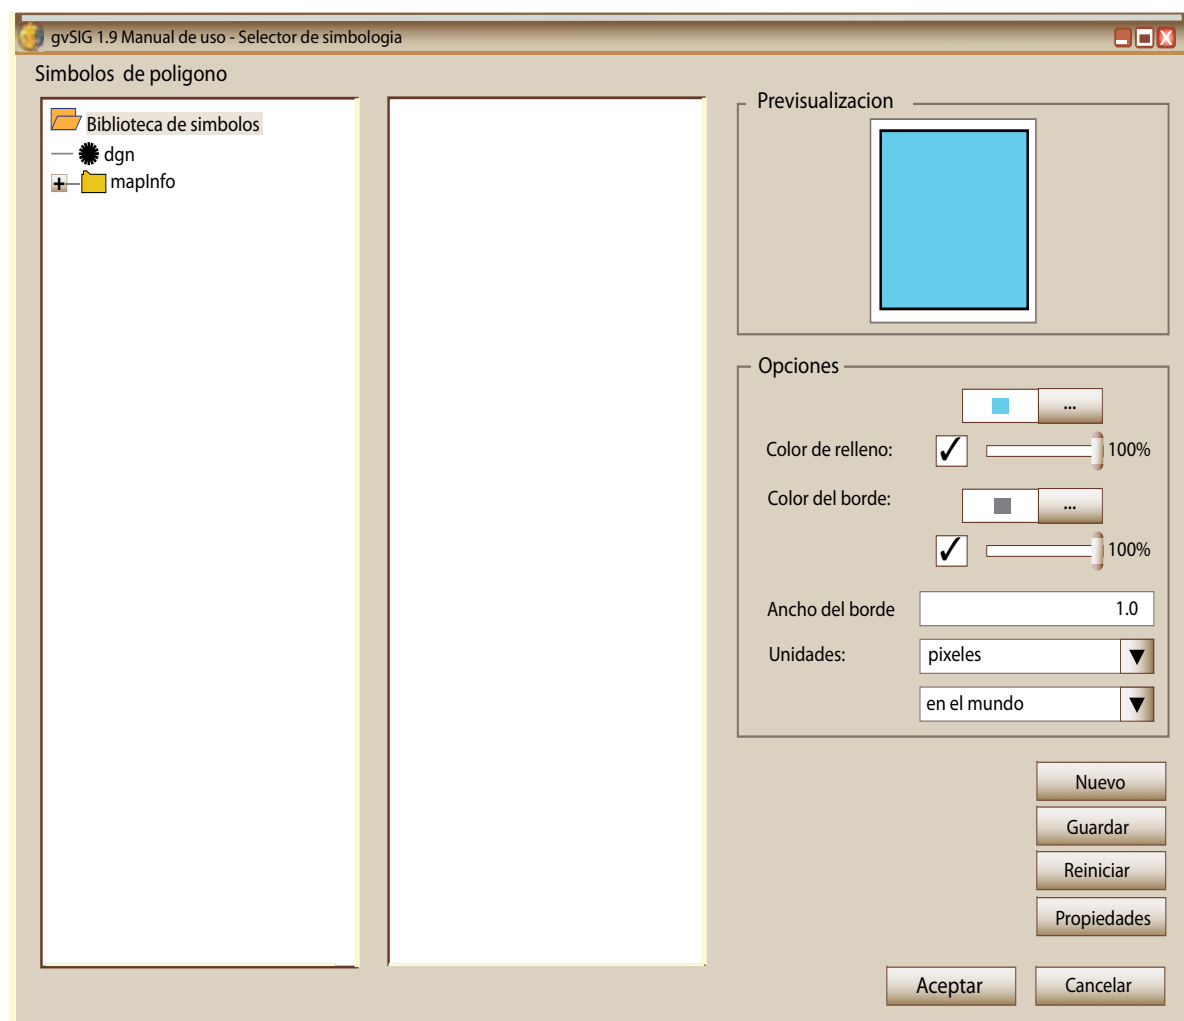 gvSIG 1.9 Manual de uso - Selector de simbologia
Simbolos de poligono
Biblioteca de simbolos
dgn
mapInfo
Previsualizacion
Opciones
...
Color de relleno:
100%
Color del borde:
...
100%
Ancho del borde
1.0
Unidades:
pixeles
en el mundo
Nuevo
Guardar
Reiniciar
Propiedades
Aceptar
Cancelar